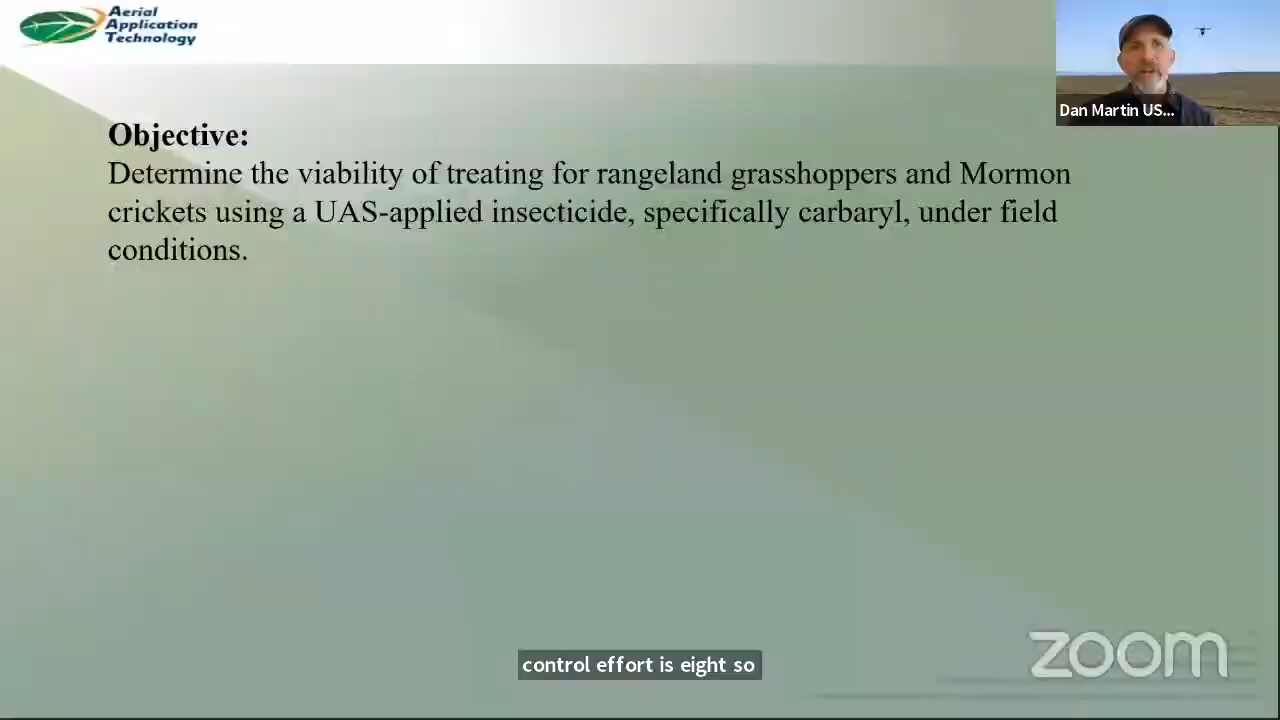 Aerial
Application
Technology
Dan Martin US...
Objective:
Determine the viability of treating for rangeland grasshoppers and Mormon
crickets using a UAS-applied insecticide, specifically carbaryl, under field
conditions.
control effort is eight so
zoom